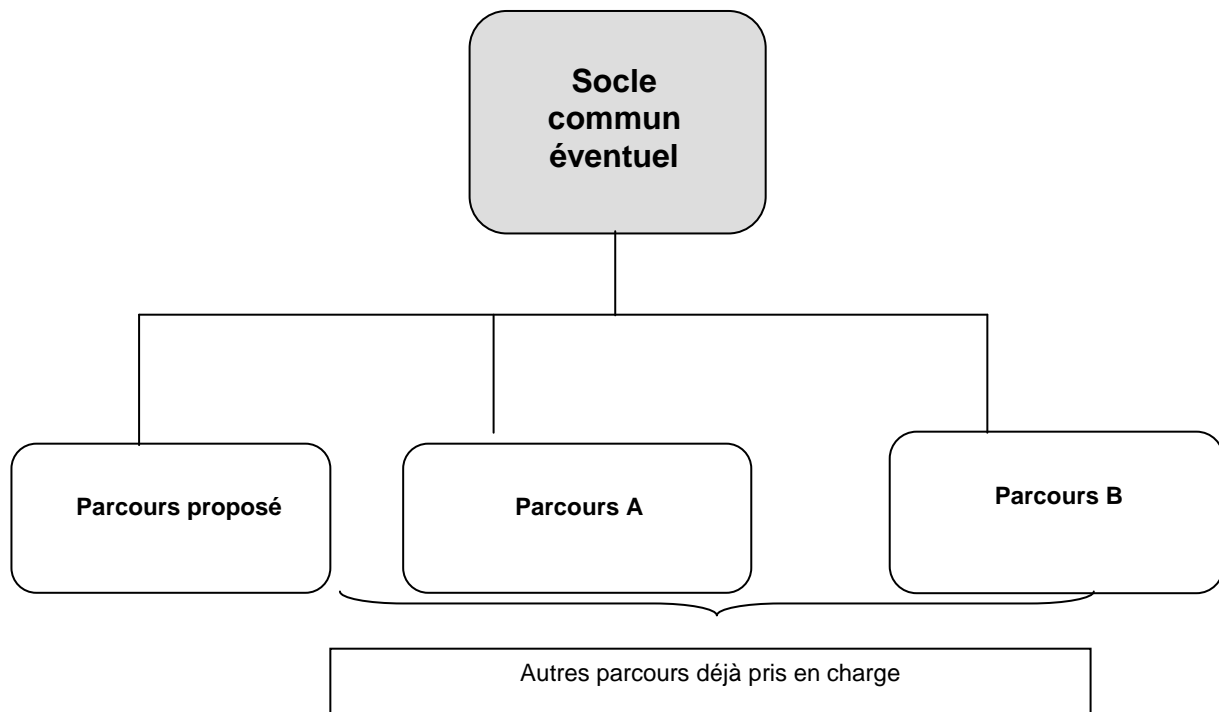 Socle
commun
éventuel
Parcours proposé
Parcours A
Parcours B
Autres parcours déjà pris en charge